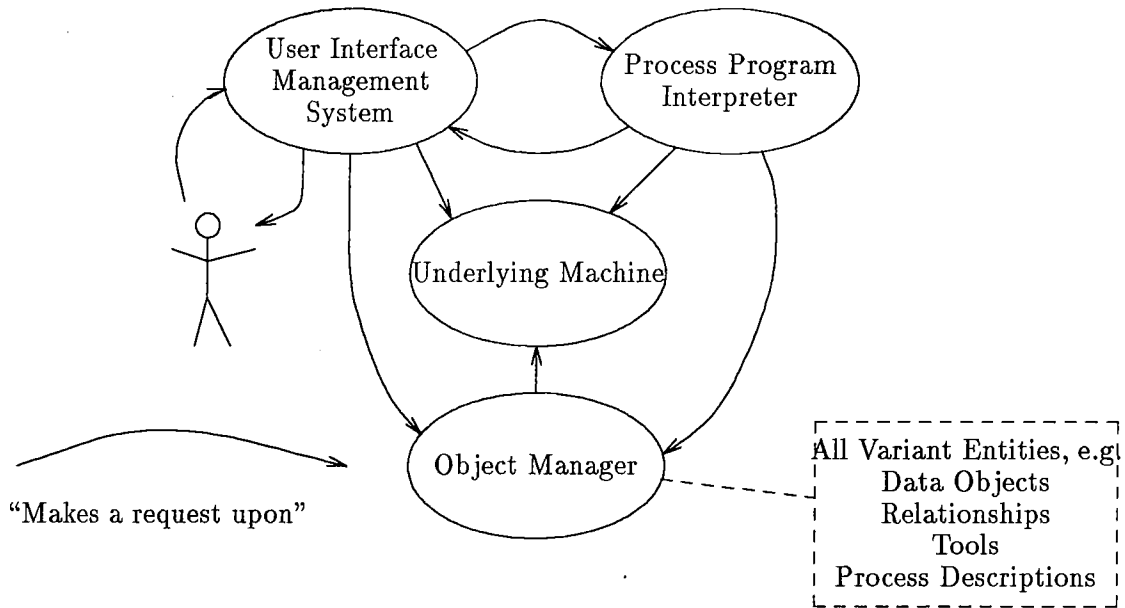 User Interface
Management
System
Process Program
Interpreter
Underlying Machine
Object Manager
"Makes a request upon"
All Variant Entities, e.g.
Data Objects
Relationships
Tools
Process Descriptions